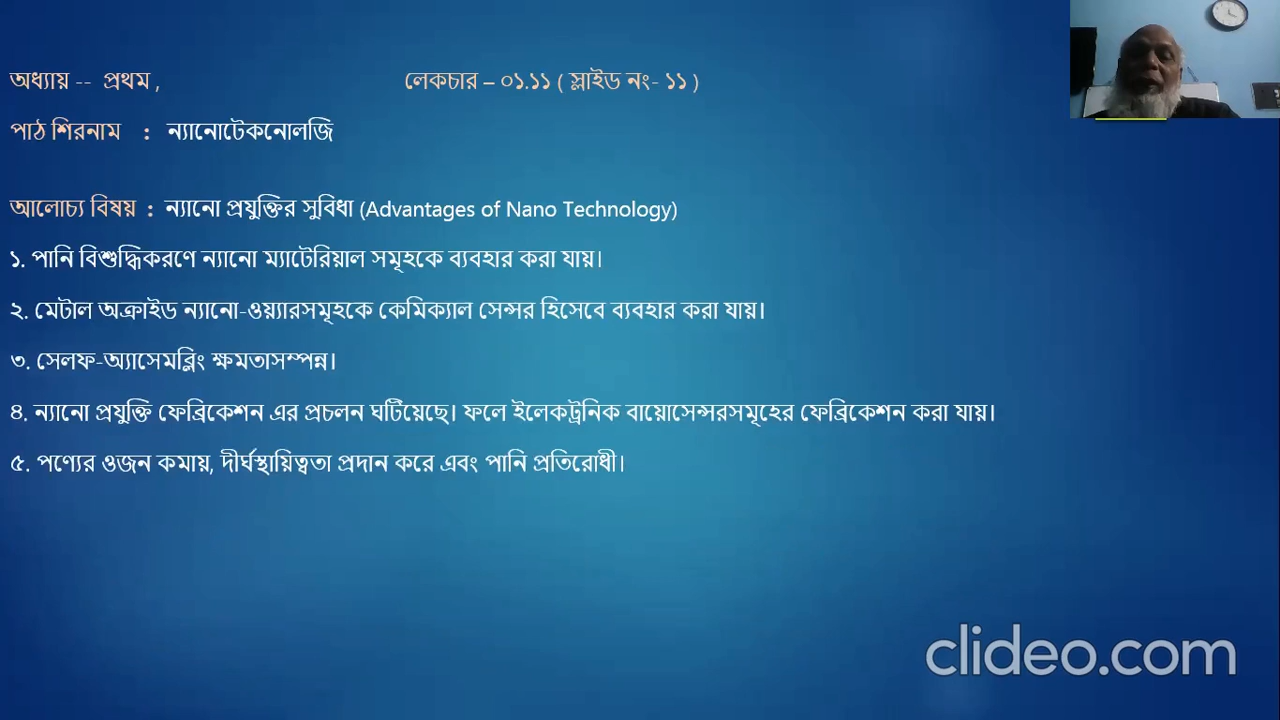 অধ্যায় -- প্রথম , লেকচার – ০১.১১ ( স্লাইড নং- ১১ )
পাঠ শিরনাম : ন্যানোটেকনোলজি
আলোচ্য বিষয় : ন্যানো প্রযুক্তির সুবিধা (Advantages of Nano Technology)
১. পানি বিশুদ্ধিকরণে ন্যানো ম্যাটেরিয়াল সমূহকে ব্যবহার করা যায়।
২. মেটাল অক্রাইড ন্যানো-ওয়্যারসমূহকে কেমিক্যাল সেন্সর হিসেবে ব্যবহার করা যায়।
৩. সেলফ-অ্যাসেমব্লিং ক্ষমতাসম্পন্ন।
৪. ন্যানো প্রযুক্তি ফেব্রিকেশন এর প্রচলন ঘটিয়েছে। ফলে ইলেকট্রনিক বায়োসেন্সরসমূহের ফেব্রিকেশন করা যায়।
৫. পণ্যের ওজন কমায়, দীর্ঘস্থায়িত্বতা প্রদান করে এবং পানি প্রতিরোধী।
clideo.com